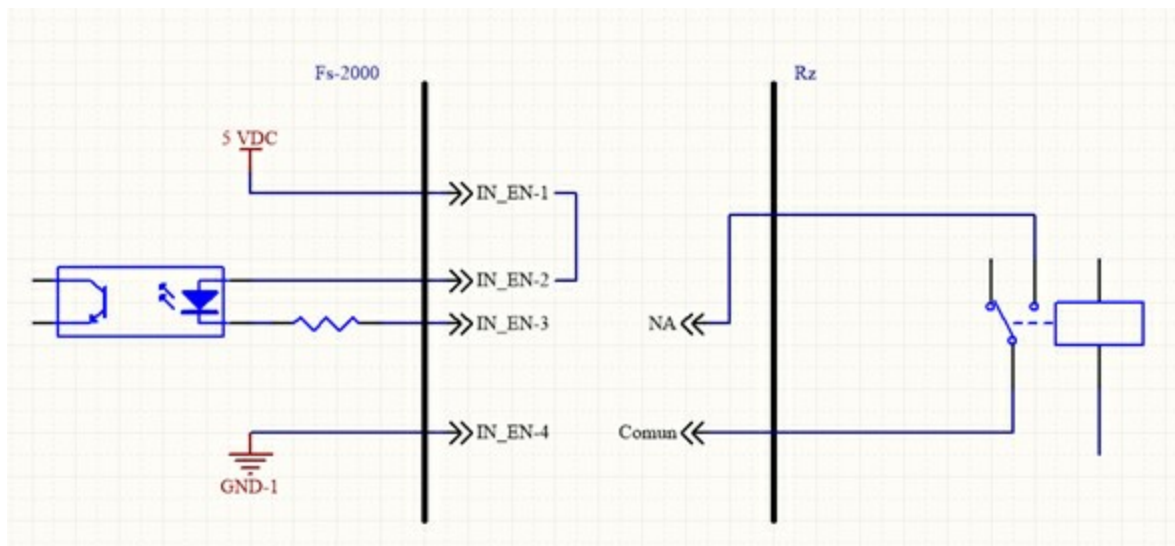 Fs-2000
Rz
5 VDC
IN_EN-1
IN_EN-2
IN_EN-3
NA
IN_EN-4
Comun
GND-1